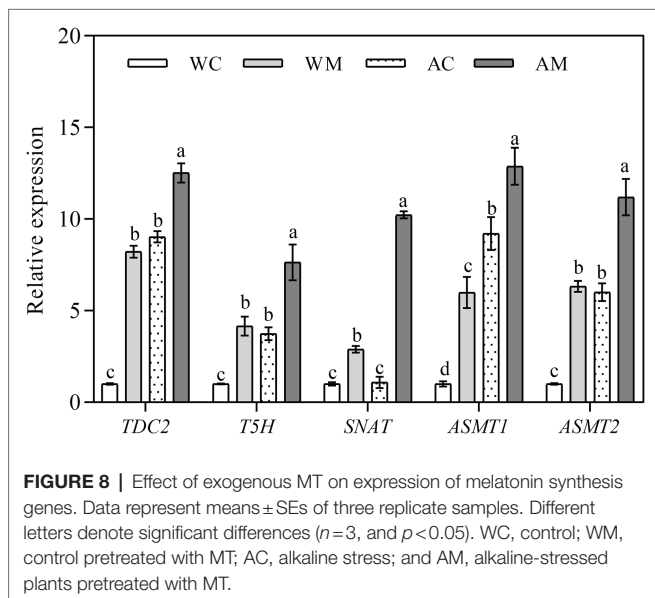 20
WC WM AC AM
a
a
15
a
a
Relative expression
b
10
b b
a
b b
c
b b
5
b
c c c c d c
0
TDC2 T5H SNAT ASMT1 ASMT2
FIGURE 8 | Effect of exogenous MT on expression of melatonin synthesis
genes. Data represent means ± SEs of three replicate samples. Different
letters denote significant differences (n = 3, and p < 0.05). WC, control; WM,
control pretreated with MT; AC, alkaline stress; and AM, alkaline-stressed
plants pretreated with MT.